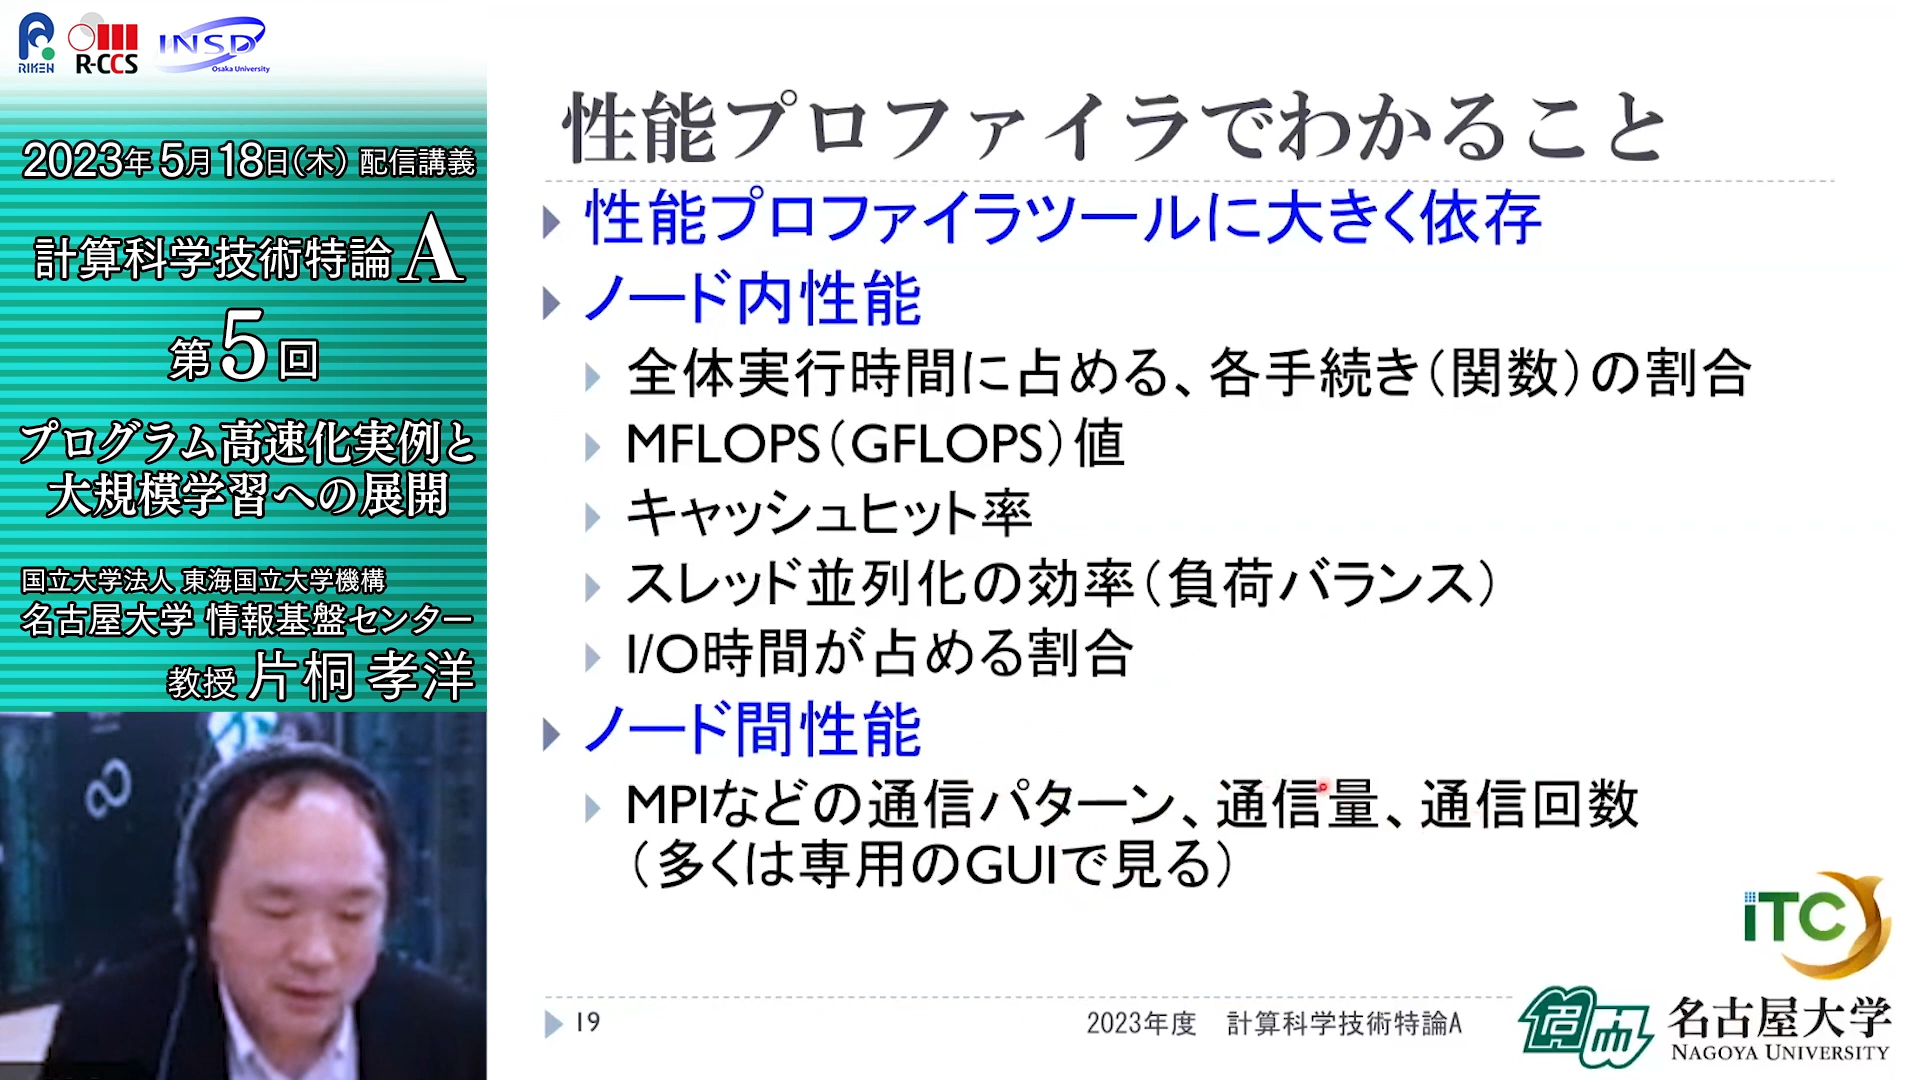 RIKEN
R-CCS
INSD
Osaka University
2023年5月18日(木) 配信講義
計算科学技術特論A
第5回
プログラム高速化実例と
大規模学習への展開
国立大学法人 東海国立大学機構
名古屋大学 情報基盤センター
教授 片桐 孝洋
性能プロファイラでわかること
性能プロファイラツールに大きく依存
ノード内性能
全体実行時間に占める、各手続き(関数)の割合
MFLOPS(GFLOPS)値
キャッシュヒット率
スレッド並列化の効率(負荷バランス)
I/O時間が占める割合
ノード間性能
MPIなどの通信パターン、通信量、通信回数
(多くは専用のGUIで見る)
iTC
19
2023年度 計算科学技術特論A
名古屋大学
NAGOYA UNIVERSITY